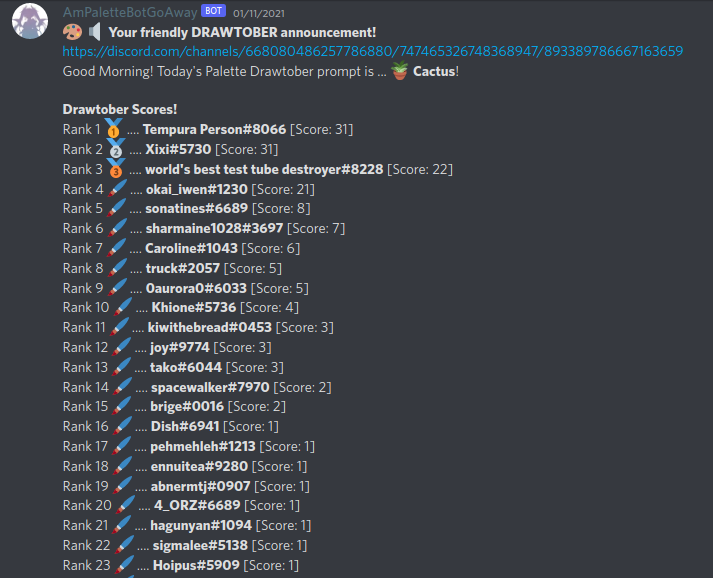 AmPaletteBotGoAway BOT 01/11/2021
Your friendly DRAWTOBER announcement!
https://discord.com/channels/668080486257786880/747465326748368947/893389786667163659
Good Morning! Today's Palette Drawtober prompt is ... Cactus!
Drawtober Scores!
Rank 1 1 .... Tempura Person#8066 [Score: 31]
Rank 2 2 .... Xixi#5730 [Score: 31]
Rank 3 3 .... world's best test tube destroyer#8228 [Score: 22]
Rank 4 .... okai_iwen#1230 [Score: 21]
Rank 5 .... sonatines#6689 [Score: 8]
Rank 6 .... sharmaine1028#3697 [Score: 7]
Rank 7 .... Caroline#1043 [Score: 6]
Rank 8 .... truck#2057 [Score: 5]
Rank 9 .... 0aurora0#6033 [Score: 5]
Rank 10 .... Khione#5736 [Score: 4]
Rank 11 .... kiwithebread#0453 [Score: 3]
Rank 12 .... joy#9774 [Score: 3]
Rank 13 .... tako#6044 [Score: 3]
Rank 14 .... spacewalker#7970 [Score: 2]
Rank 15 .... brige#0016 [Score: 2]
Rank 16 .... Dish#6941 [Score: 1]
Rank 17 .... pehmehleh#1213 [Score: 1]
Rank 18 .... ennuitea#9280 [Score: 1]
Rank 19 .... abnermtj#0907 [Score: 1]
Rank 20 .... 4_ORZ#6689 [Score: 1]
Rank 21 .... hagunyan#1094 [Score: 1]
Rank 22 .... sigmalee#5138 [Score: 1]
Rank 23 .... Hoipus#5909 [Score: 1]